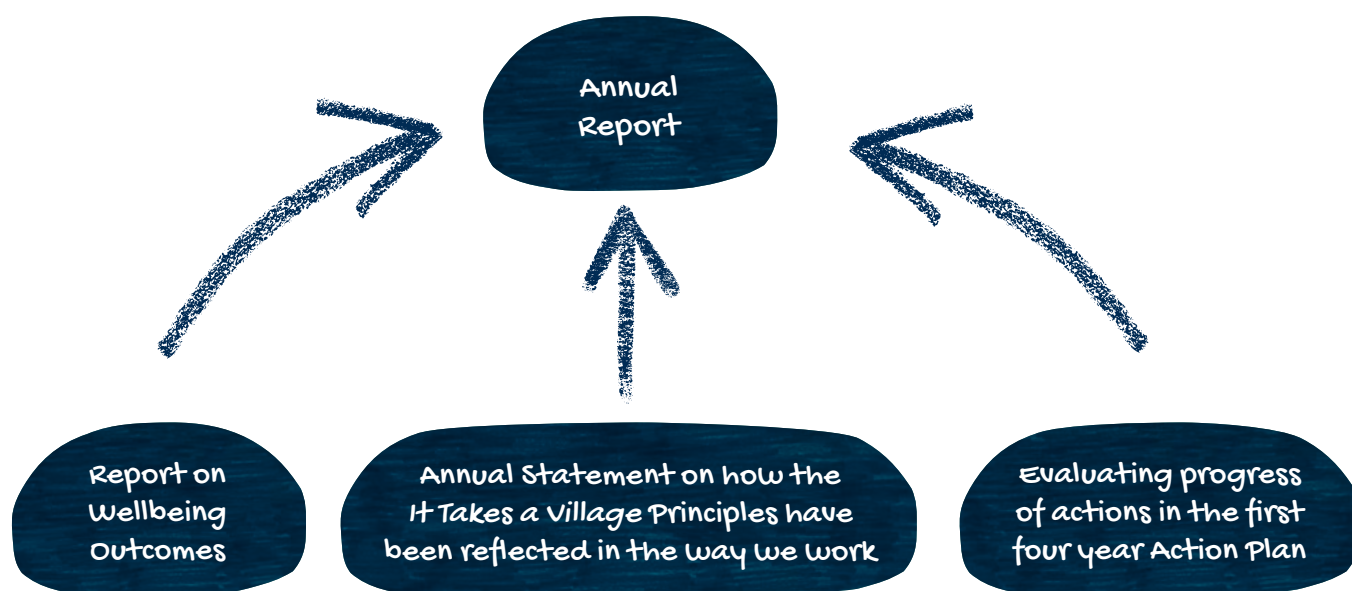 Annual
Report
Report on
Wellbeing
Outcomes
Annual Statement on how the
It Takes a Village Principles have
been reflected in the way we work
Evaluating progress
of actions in the first
four year Action Plan